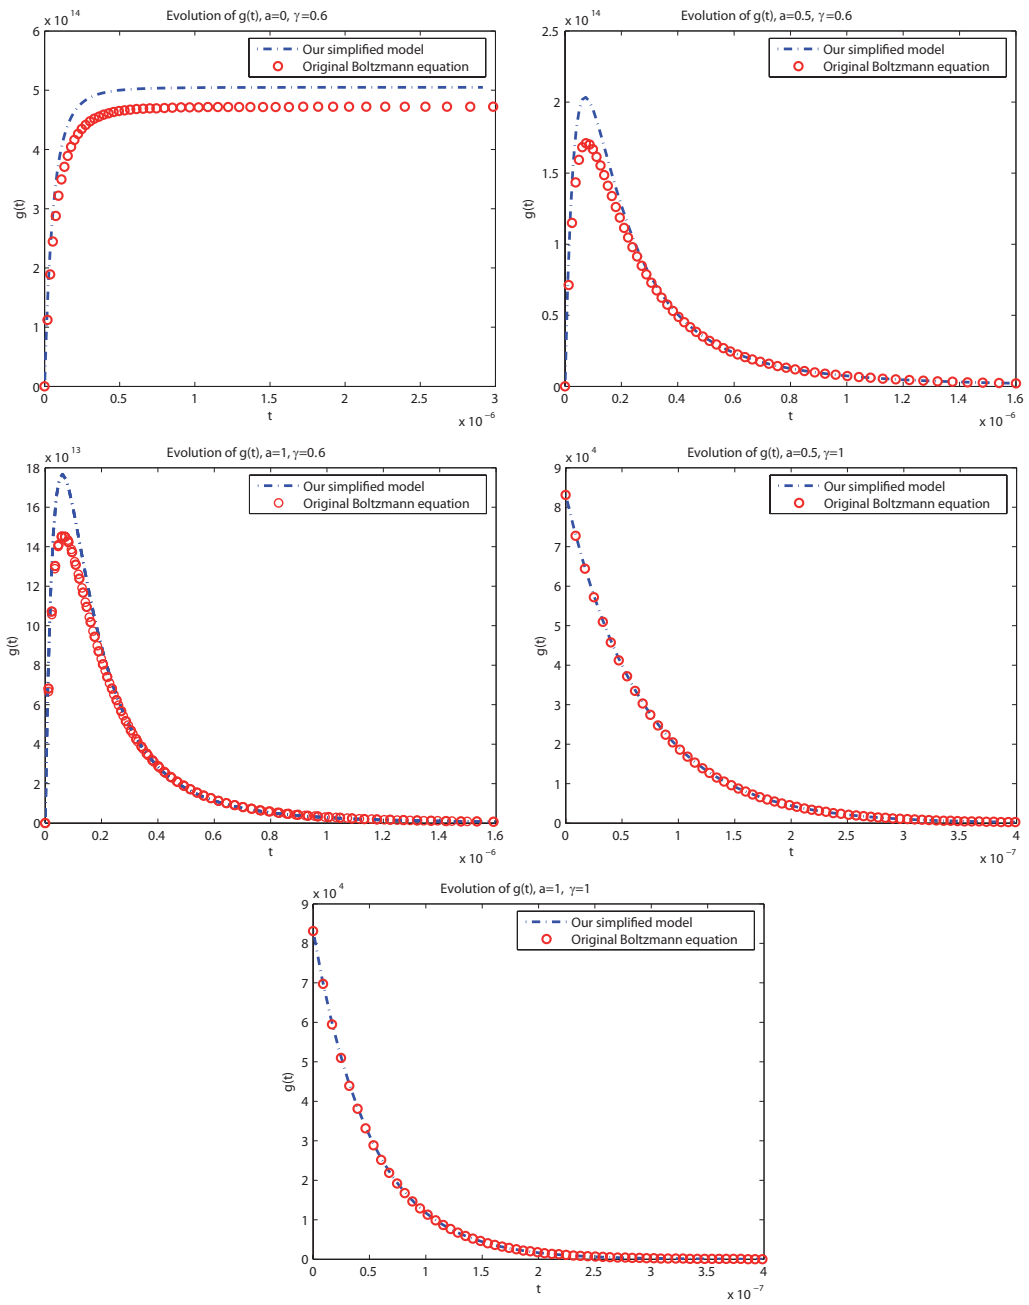 Evolution of g(t), a=0, γ=0.6
x 10^-6
x 10^14
Our simplified model
Original Boltzmann equation
g(t)
6
5
4
3
2
1
0
0 0.5 1 1.5 2 2.5 3
t
Evolution of g(t), a=0.5, γ=0.6
x 10^14
Our simplified model
Original Boltzmann equation
g(t)
2.5
2
1.5
1
0.5
0
0 0.2 0.4 0.6 0.8 1 1.2 1.4 1.6
t
x 10^-6
Evolution of g(t), a=1, γ=0.6
x 10^13
Our simplified model
Original Boltzmann equation
g(t)
18
16
14
12
10
8
6
4
2
0
0 0.2 0.4 0.6 0.8 1 1.2 1.4 1.6
t
x 10^-6
Evolution of g(t), a=0.5, γ=1
x 10^4
Our simplified model
Original Boltzmann equation
g(t)
9
8
7
6
5
4
3
2
1
0
0 0.5 1 1.5 2 2.5 3 3.5 4
t
x 10^-7
Evolution of g(t), a=1, γ=1
x 10^4
Our simplified model
Original Boltzmann equation
g(t)
9
8
7
6
5
4
3
2
1
0
0 0.5 1 1.5 2 2.5 3 3.5 4
t
x 10^-7